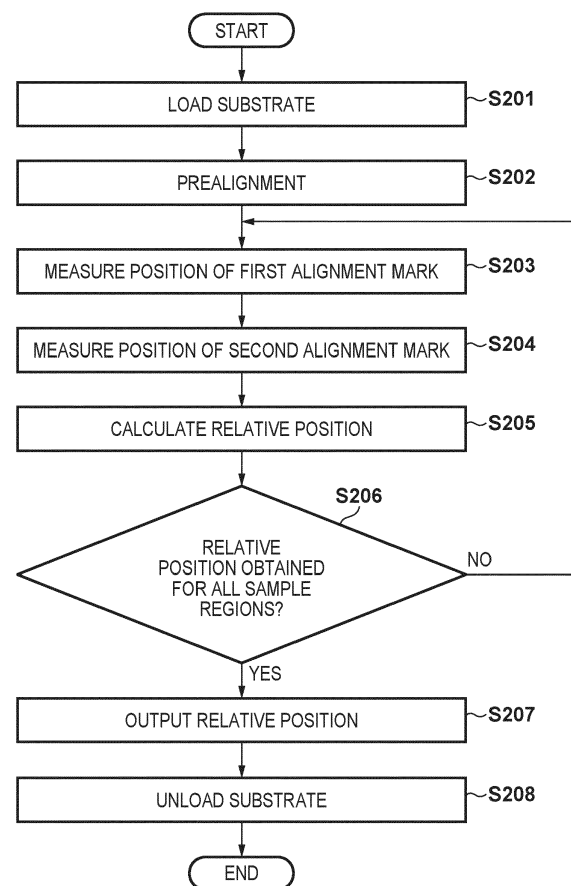 START
LOAD SUBSTRATE
S201
PREALIGNMENT
S202
MEASURE POSITION OF FIRST ALIGNMENT MARK
S203
MEASURE POSITION OF SECOND ALIGNMENT MARK
S204
CALCULATE RELATIVE POSITION
S205
S206
RELATIVE
POSITION OBTAINED
FOR ALL SAMPLE
REGIONS?
NO
YES
OUTPUT RELATIVE POSITION
S207
UNLOAD SUBSTRATE
S208
END